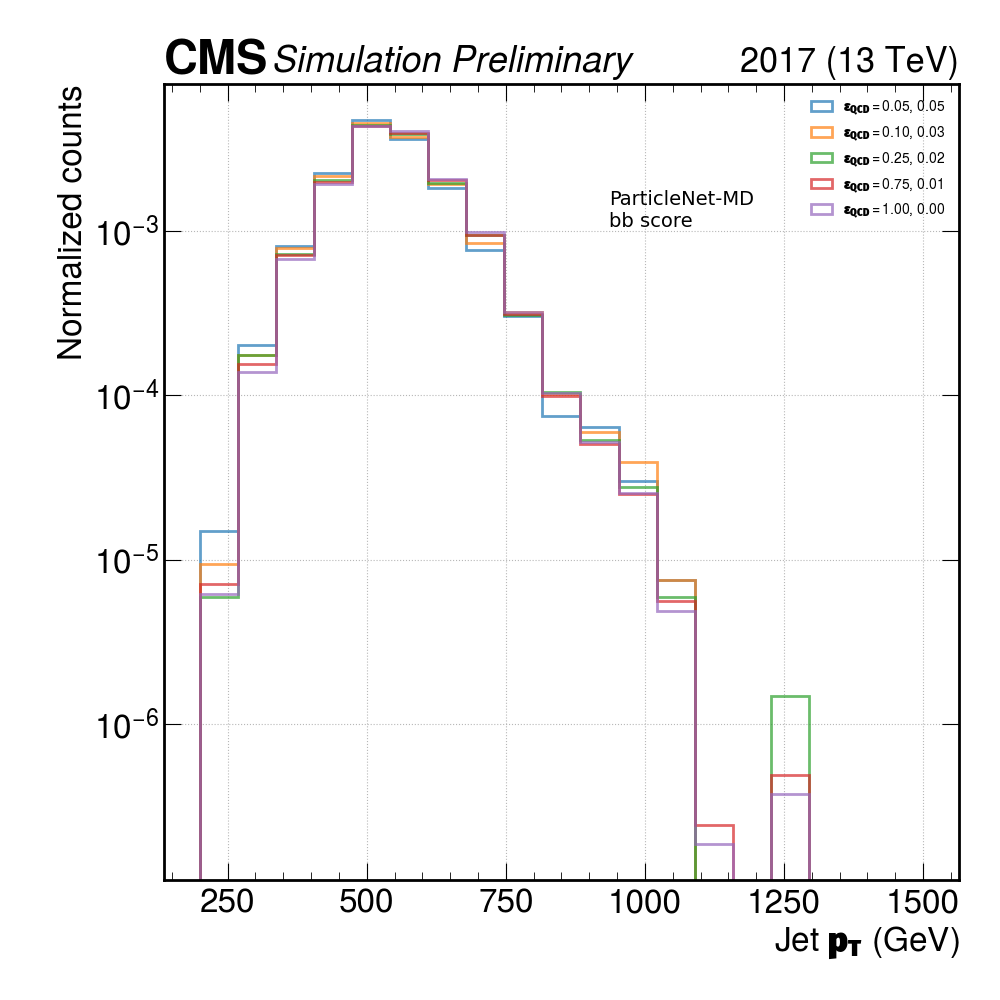 CMS Simulation Preliminary 2017 (13 TeV)
Normalized counts
ε_QCD = 0.05, 0.05
ε_QCD = 0.10, 0.03
ε_QCD = 0.25, 0.02
ε_QCD = 0.75, 0.01
ε_QCD = 1.00, 0.00
ParticleNet-MD
bb score
10⁻³
10⁻⁴
10⁻⁵
10⁻⁶
250 500 750 1000 1250 1500
Jet p_T (GeV)